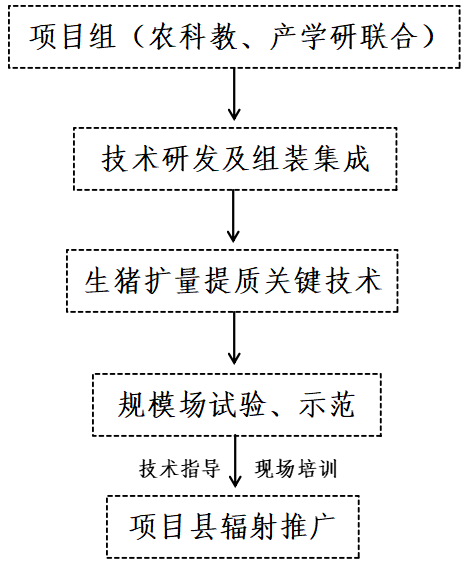 项目组（农科教、产学研联合）
技术研发及组装集成
生猪扩量提质关键技术
规模场试验、示范
技术指导 现场培训
项目县辐射推广